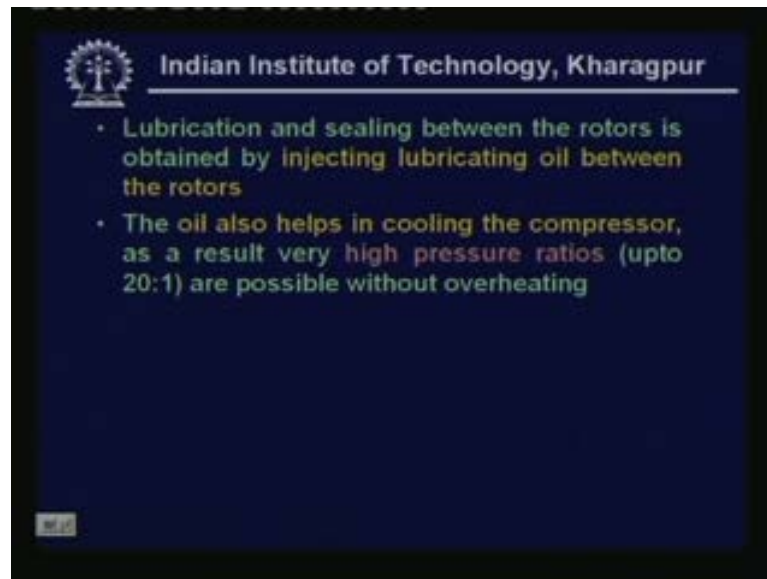 Indian Institute of Technology, Kharagpur
• Lubrication and sealing between the rotors is
obtained by injecting lubricating oil between
the rotors
• The oil also helps in cooling the compressor,
as a result very high pressure ratios (upto
20:1) are possible without overheating